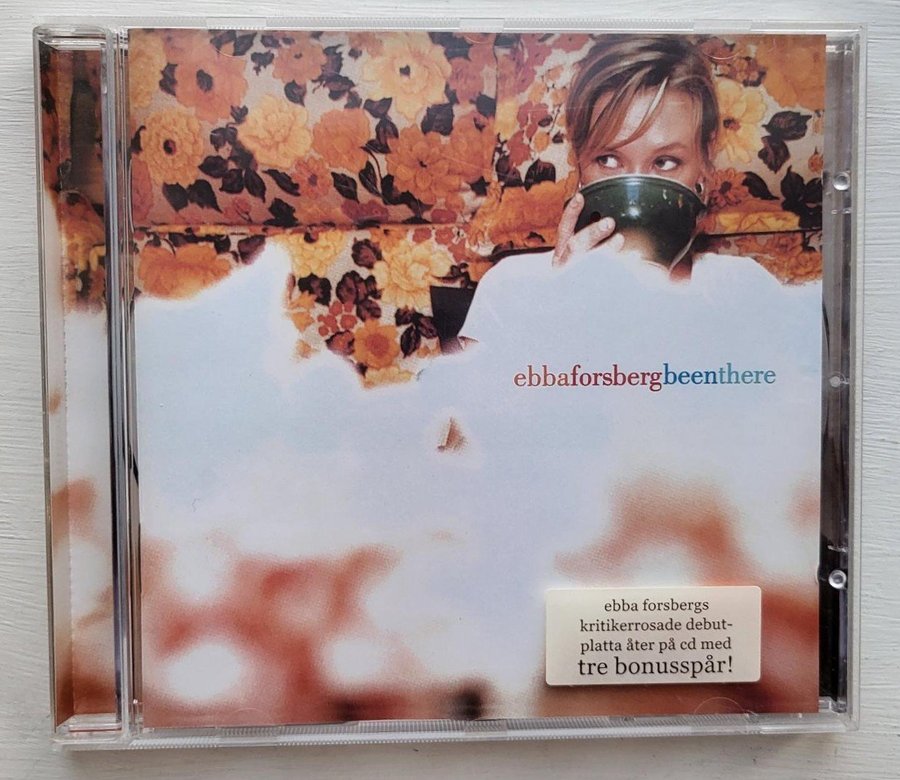 ebbaforsbergbeenthere
ebba forsbergs
kritikerrosade debut-
platta åter på cd med
tre bonusspår!